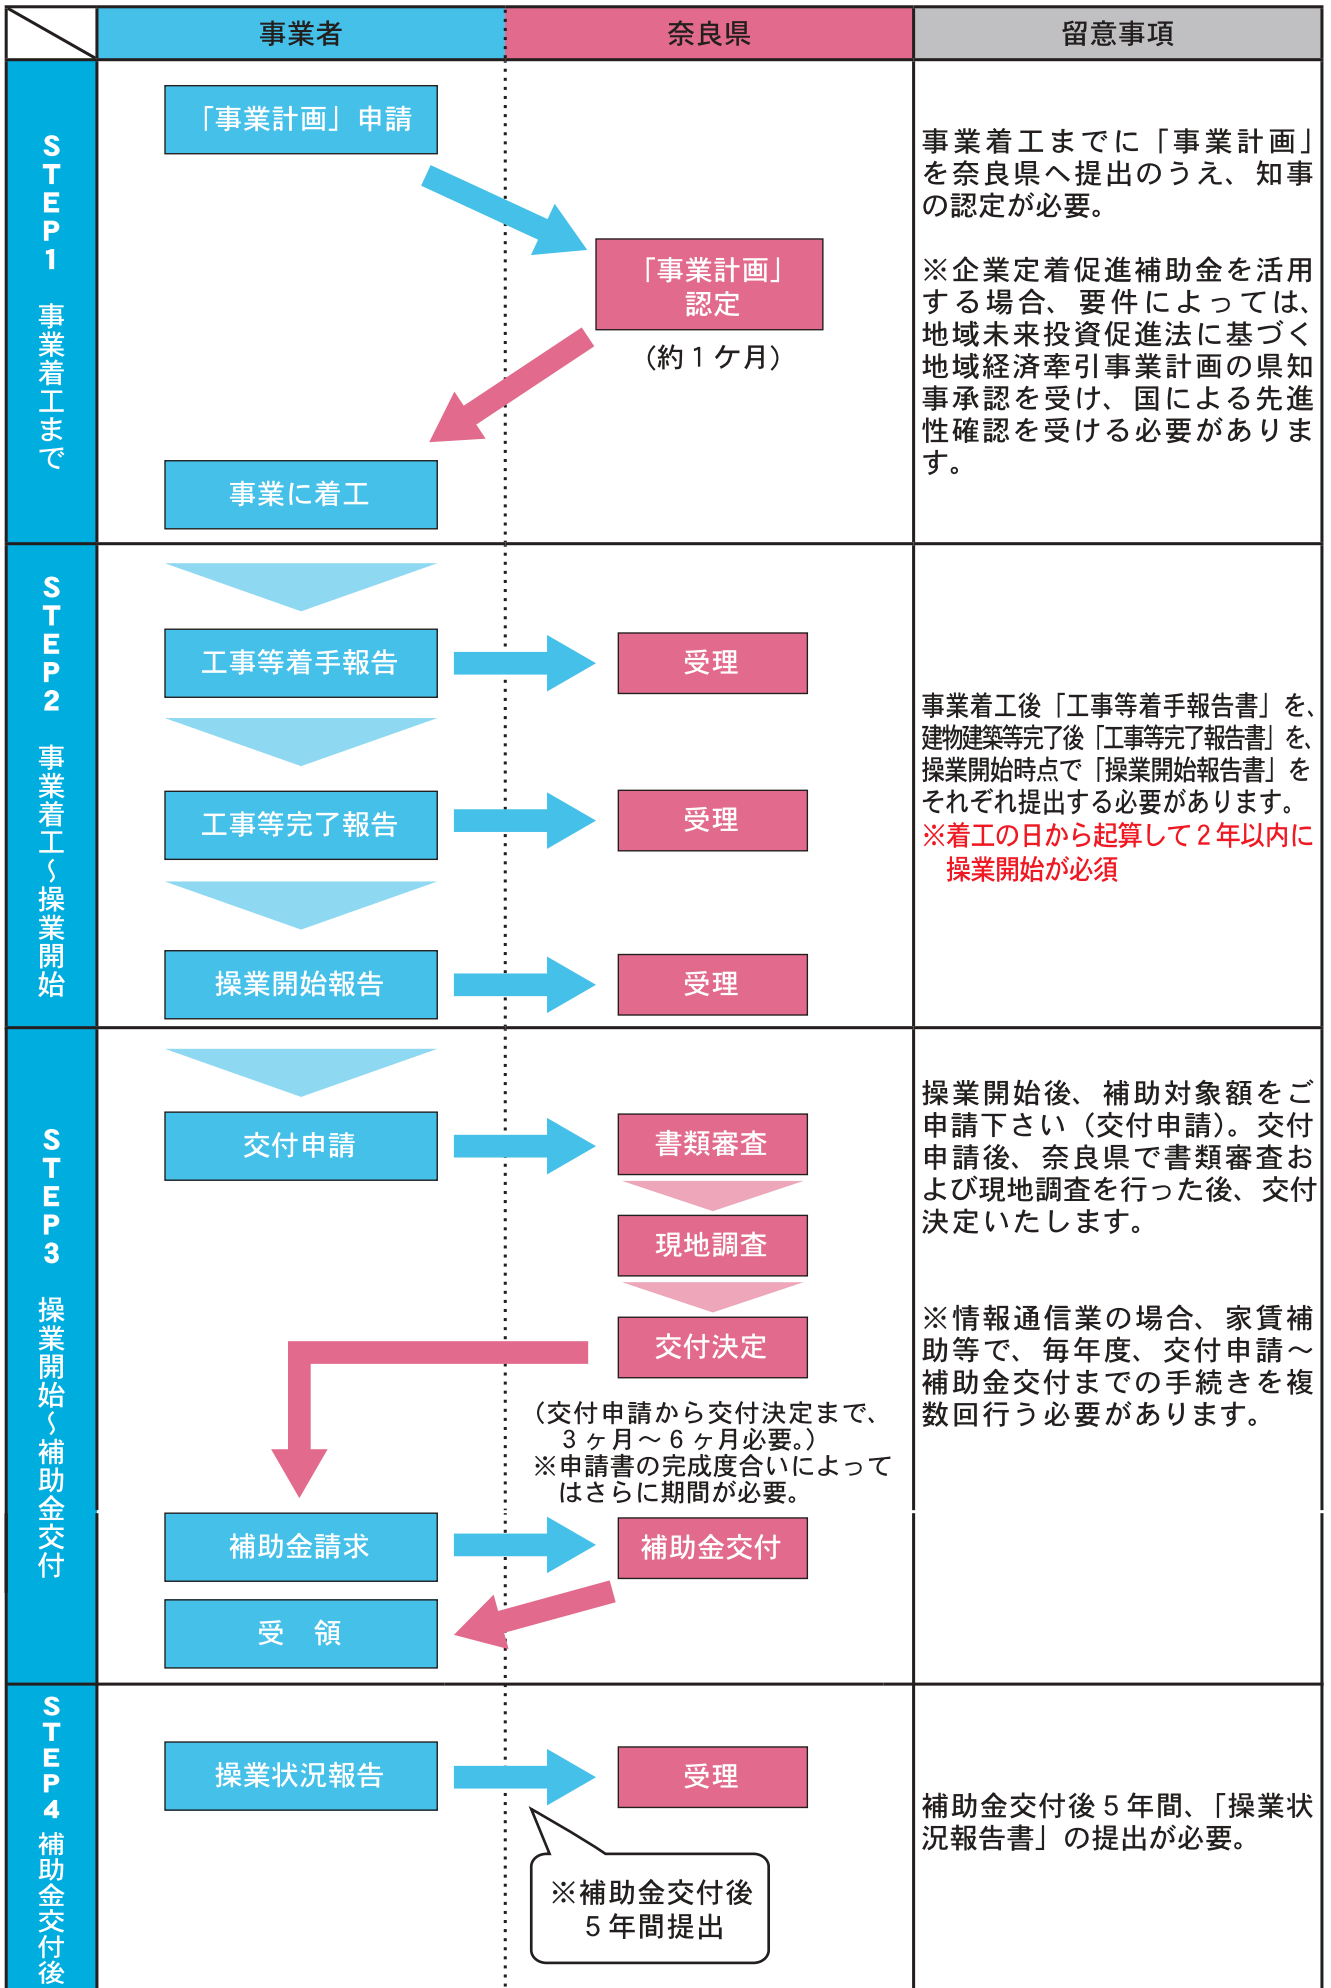 事業者
奈良県
留意事項
STEP1 事業着工まで
「事業計画」申請
「事業計画」
認定
(約1ケ月)
事業に着工
事業着工までに「事業計画」
を奈良県へ提出のうえ、知事
の認定が必要。
※企業定着促進補助金を活用
する場合、要件によっては、
地域未来投資促進法に基づく
地域経済牽引事業計画の県知
事承認を受け、国による先進
性確認を受ける必要がありま
す。
STEP2 事業着工〜操業開始
工事等着手報告
受理
工事等完了報告
受理
操業開始報告
受理
事業着工後「工事等着手報告書」を、
建物建築等完了後「工事等完了報告書」を、
操業開始時点で「操業開始報告書」を
それぞれ提出する必要があります。
※着工の日から起算して2年以内に
操業開始が必須
STEP3 操業開始〜補助金交付
交付申請
書類審査
現地調査
交付決定
(交付申請から交付決定まで、
3ヶ月〜6ヶ月必要。)
※申請書の完成度合いによって
はさらに期間が必要。
補助金請求
補助金交付
受 領
操業開始後、補助対象額をご
申請下さい(交付申請)。交付
申請後、奈良県で書類審査お
よび現地調査を行った後、交付
決定いたします。
※情報通信業の場合、家賃補
助等で、毎年度、交付申請〜
補助金交付までの手続きを複
数回行う必要があります。
STEP4 補助金交付後
操業状況報告
受理
※補助金交付後
5年間提出
補助金交付後5年間、「操業状
況報告書」の提出が必要。